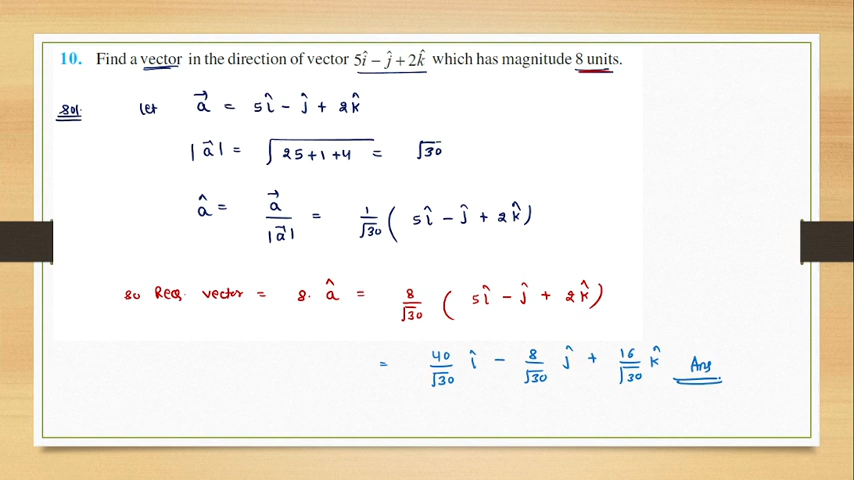 10. Find a vector in the direction of vector 5î − ĵ + 2k̂ which has magnitude 8 units.
Sol. let a⃗ = 5î − ĵ + 2k̂
|a⃗| = √(25+1+4) = √30
â = a⃗/|a⃗| = 1/√30 (5î − ĵ + 2k̂)
so Req. vector = 8. â = 8/√30 (5î − ĵ + 2k̂)
= 40/√30 î − 8/√30 ĵ + 16/√30 k̂ Ans